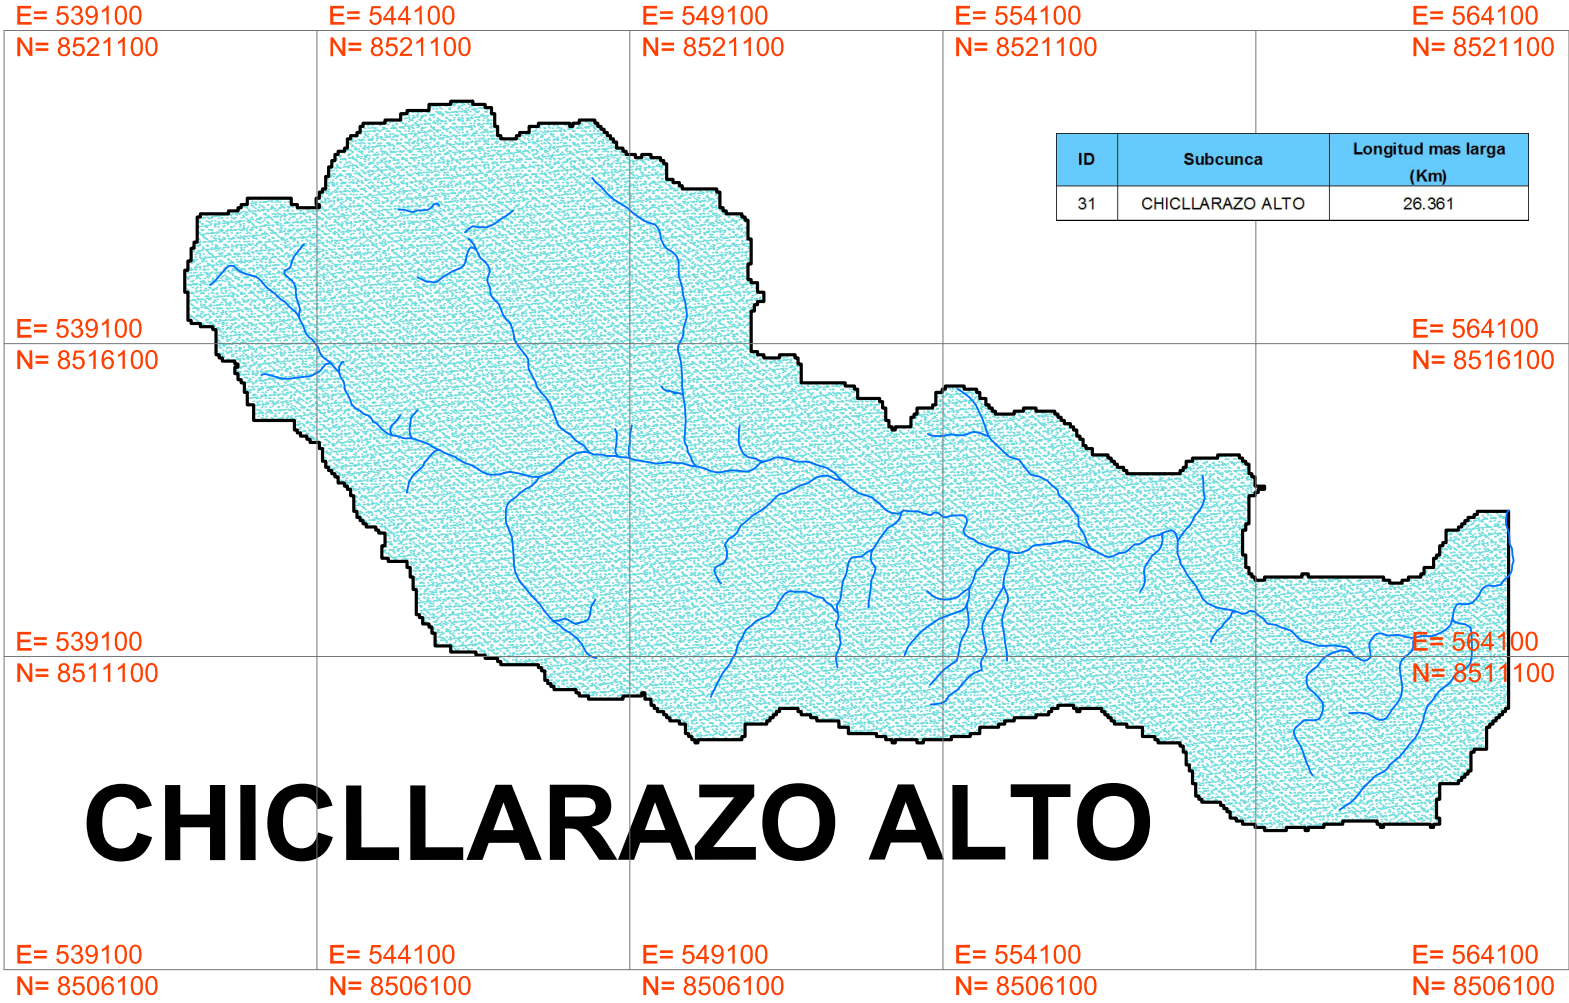 E= 539100 E= 544100 E= 549100 E= 554100 E= 564100
N= 8521100 N= 8521100 N= 8521100 N= 8521100 N= 8521100
ID Subcunca Longitud mas larga
(Km)
31 CHICLLARAZO ALTO 26.361
E= 539100 E= 564100
N= 8516100 N= 8516100
E= 539100 E= 564100
N= 8511100 N= 8511100
CHICLLARAZO ALTO
E= 539100 E= 544100 E= 549100 E= 554100 E= 564100
N= 8506100 N= 8506100 N= 8506100 N= 8506100 N= 8506100